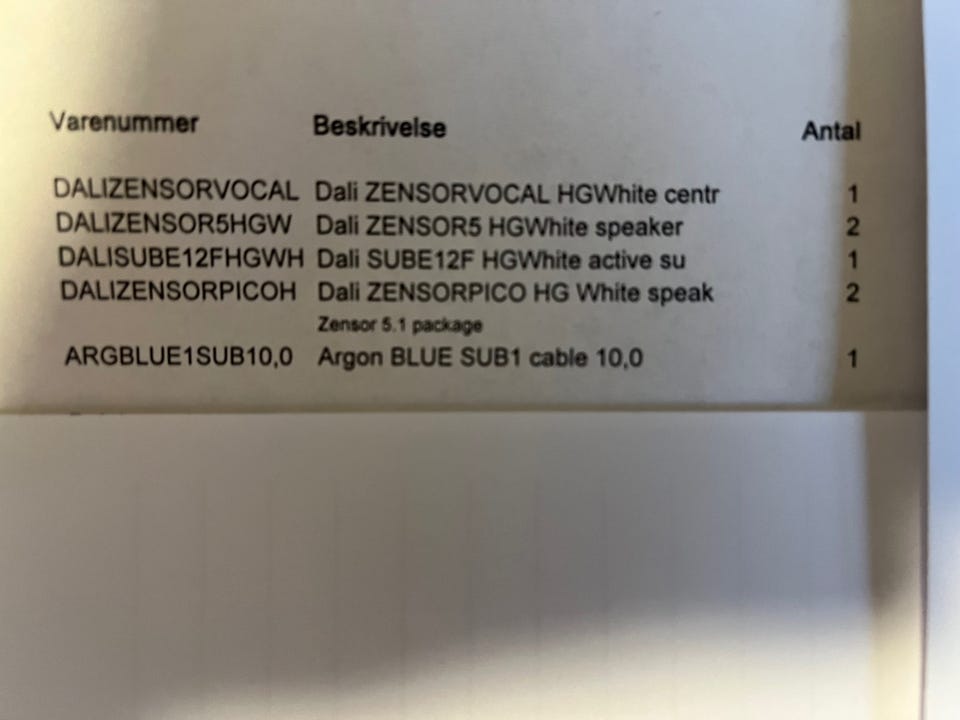 Varenummer Beskrivelse Antal
DALIZENSORVOCAL Dali ZENSORVOCAL HGWhite centr 1
DALIZENSOR5HGW Dali ZENSOR5 HGWhite speaker 2
DALISUBE12FHGWH Dali SUBE12F HGWhite active su 1
DALIZENSORPICOH Dali ZENSORPICO HG White speak 2
Zensor 5.1 package
ARGBLUE1SUB10,0 Argon BLUE SUB1 cable 10,0 1